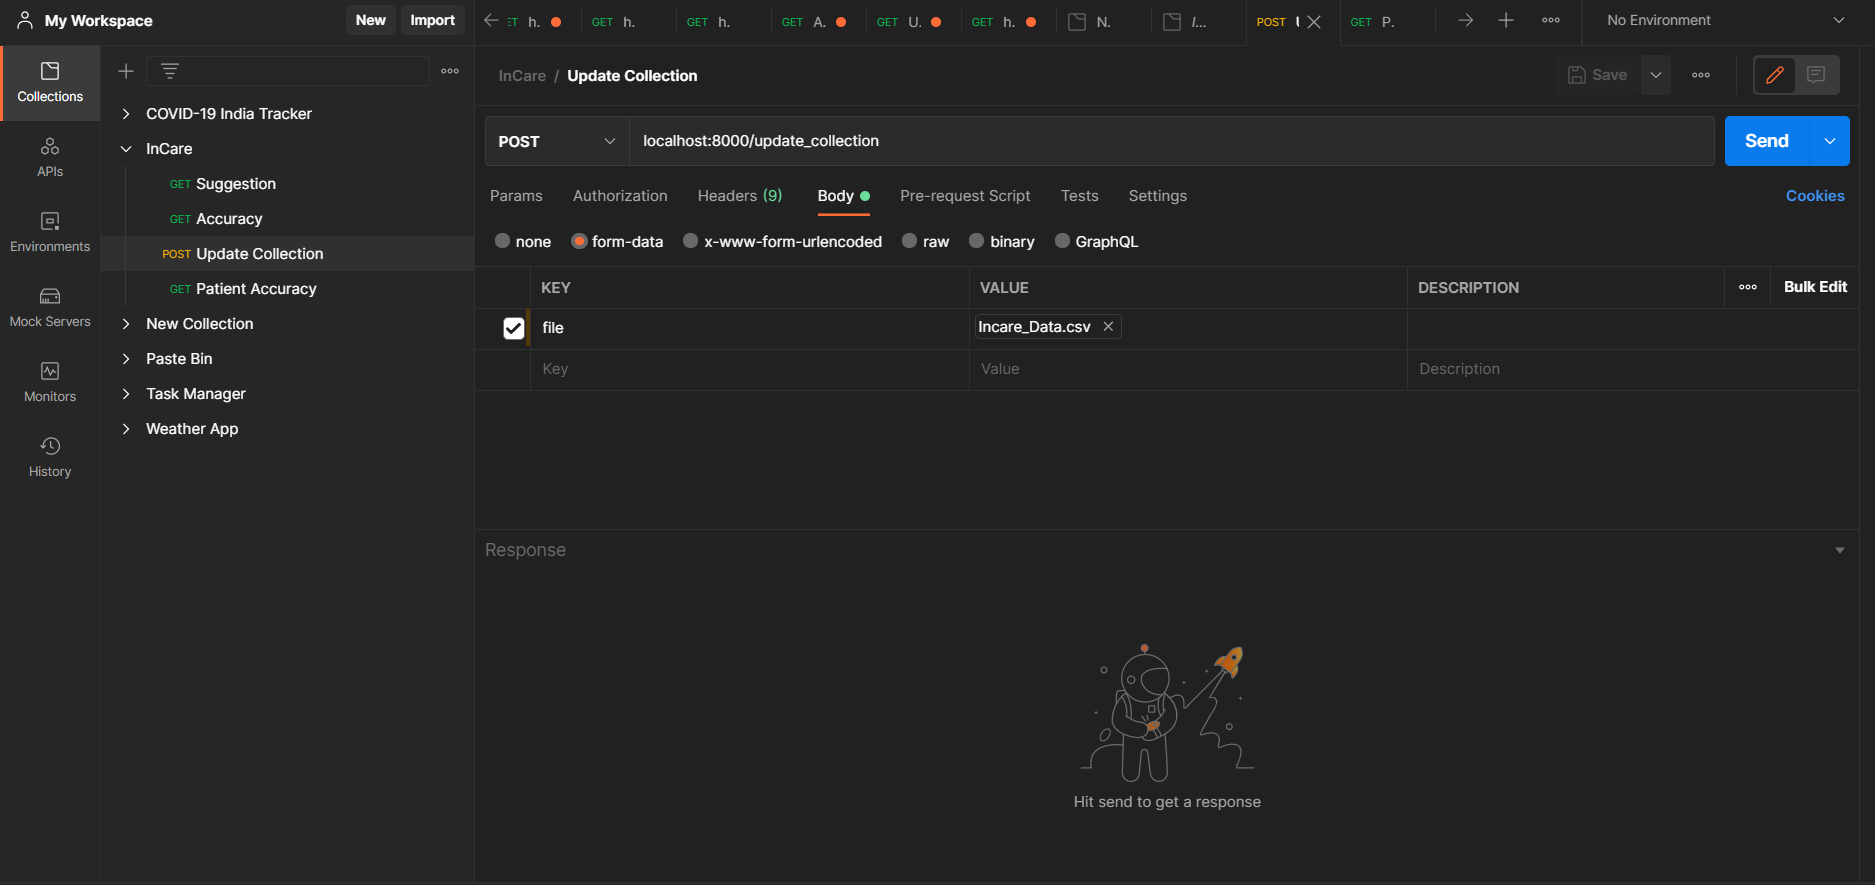 My Workspace
New
Import
ET h.
GET h.
GET h.
GET A.
GET U.
GET h.
N.
I...
POST
GET P.
No Environment
Collections
APIs
Environments
Mock Servers
Monitors
History
COVID-19 India Tracker
InCare
GET Suggestion
GET Accuracy
POST Update Collection
GET Patient Accuracy
New Collection
Paste Bin
Task Manager
Weather App
InCare / Update Collection
Save
POST
localhost:8000/update_collection
Send
Params Authorization Headers (9) Body Pre-request Script Tests Settings
Cookies
none form-data x-www-form-urlencoded raw binary GraphQL
KEY VALUE DESCRIPTION Bulk Edit
file Incare_Data.csv
Key Value Description
Response
Hit send to get a response